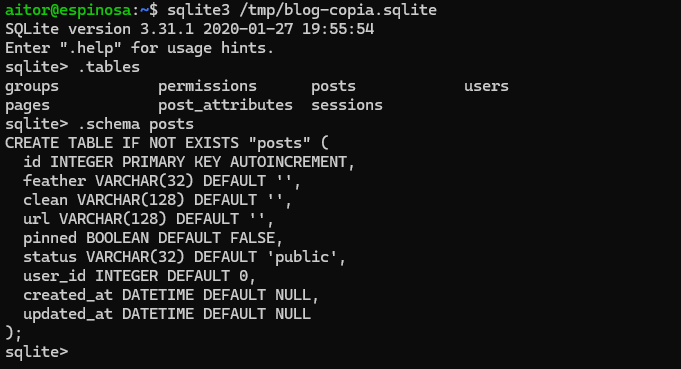 aitor@espinosa:~$ sqlite3 /tmp/blog-copia.sqlite
SQLite version 3.31.1 2020-01-27 19:55:54
Enter ".help" for usage hints.
sqlite> .tables
groups           permissions      posts            users
pages            post_attributes  sessions
sqlite> .schema posts
CREATE TABLE IF NOT EXISTS "posts" (
  id INTEGER PRIMARY KEY AUTOINCREMENT,
  feather VARCHAR(32) DEFAULT '',
  clean VARCHAR(128) DEFAULT '',
  url VARCHAR(128) DEFAULT '',
  pinned BOOLEAN DEFAULT FALSE,
  status VARCHAR(32) DEFAULT 'public',
  user_id INTEGER DEFAULT 0,
  created_at DATETIME DEFAULT NULL,
  updated_at DATETIME DEFAULT NULL
);
sqlite>